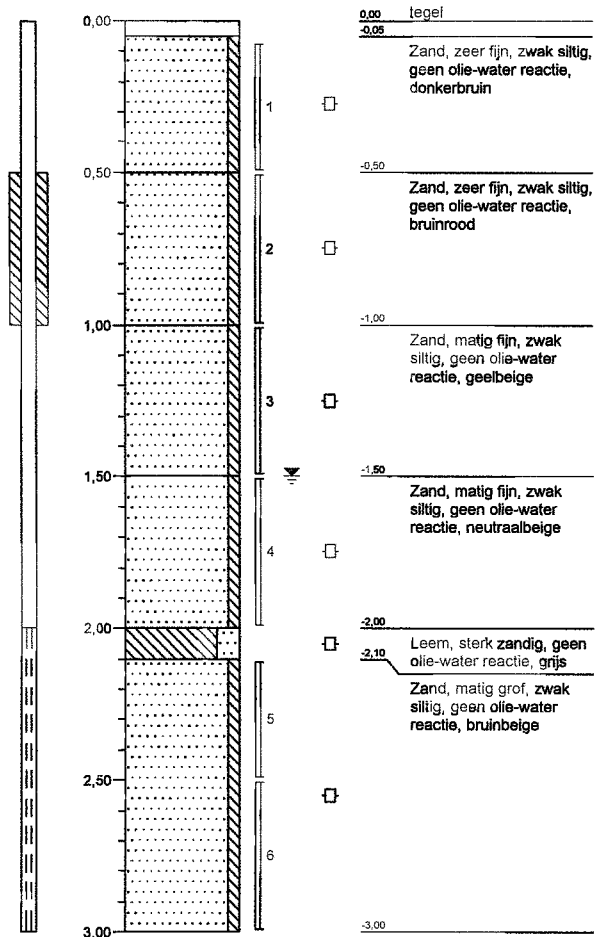 0,00
0,50
1,00
1,50
2,00
2,50
3,00
1
2
3
4
5
6
0,00 tegel
-0,05
Zand, zeer fijn, zwak siltig,
geen olie-water reactie,
donkerbruin
-0,50
Zand, zeer fijn, zwak siltig,
geen olie-water reactie,
bruinrood
-1,00
Zand, matig fijn, zwak
siltig, geen olie-water
reactie, geelbeige
-1,50
Zand, matig fijn, zwak
siltig, geen olie-water
reactie, neutraalbeige
-2,00
Leem, sterk zandig, geen
-2,10 olie-water reactie, grijs
Zand, matig grof, zwak
siltig, geen olie-water
reactie, bruinbeige
-3,00